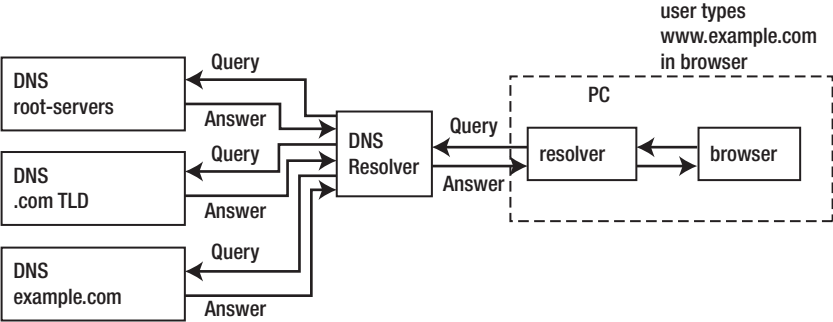 user types
www.example.com
in browser
Query
DNS
root-servers
Answer
PC
Query
DNS
Resolver
Query
Answer
resolver
browser
DNS
.com TLD
Answer
Query
DNS
example.com
Answer